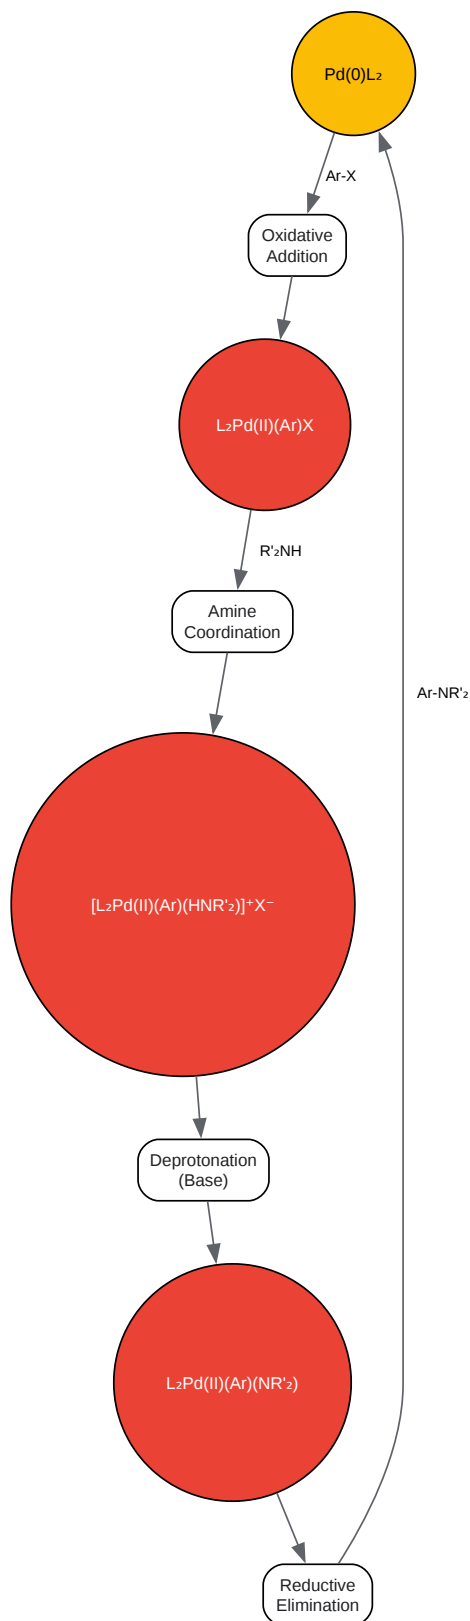 Pd(0)L₂
Ar-X
Oxidative
Addition
L₂Pd(II)(Ar)X
R'₂NH
Amine
Coordination
Ar-NR'₂
[L₂Pd(II)(Ar)(HNR'₂)]⁺X⁻
Deprotonation
(Base)
L₂Pd(II)(Ar)(NR'₂)
Reductive
Elimination